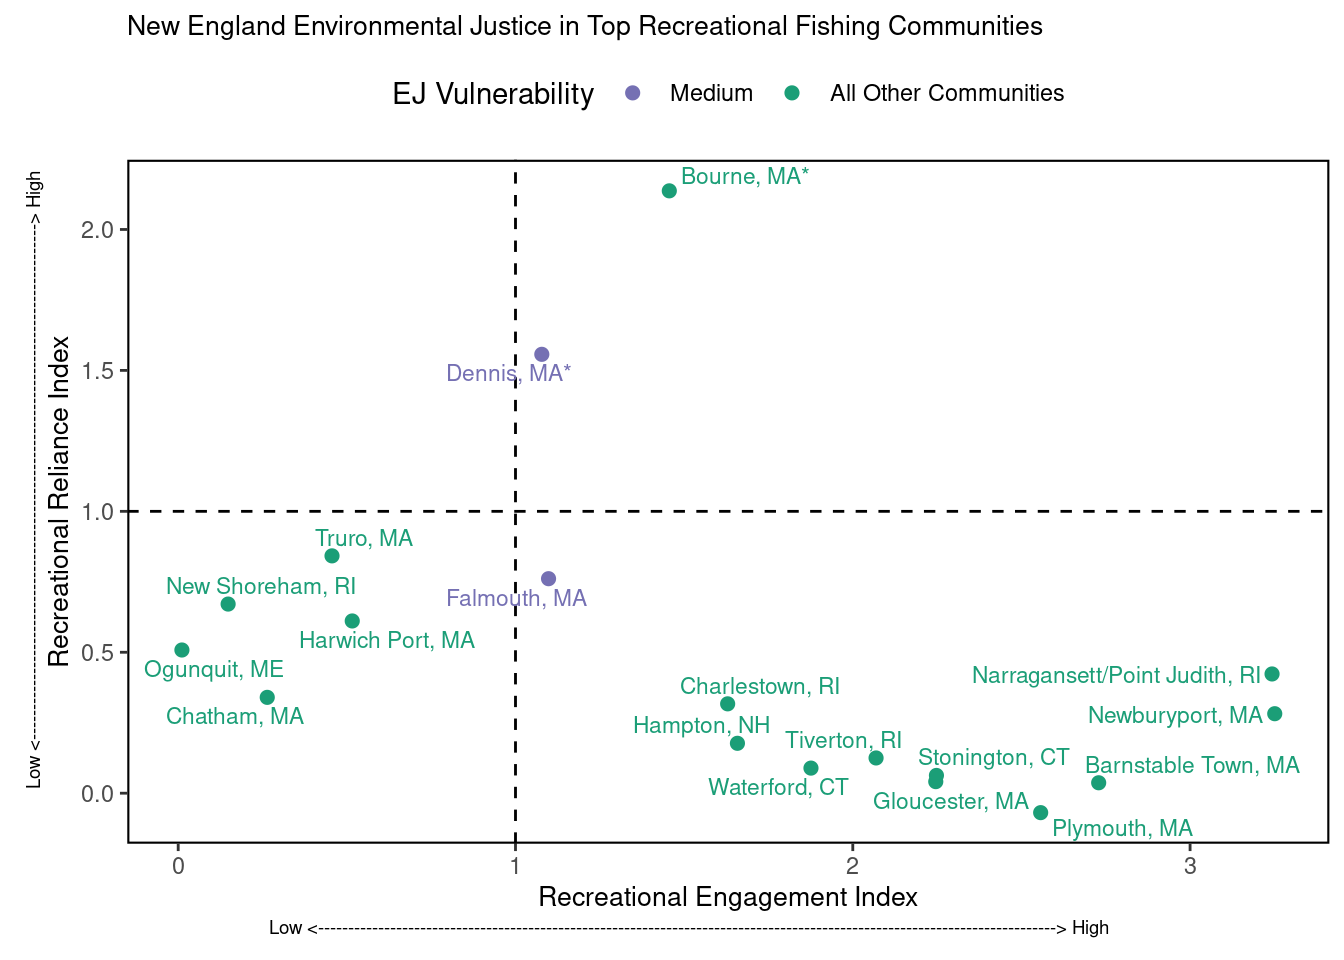 New England Environmental Justice in Top Recreational Fishing Communities
EJ Vulnerability Medium All Other Communities
Low <---> High
Recreational Reliance Index
2.0
1.5
1.0
0.5
0.0
Bourne, MA*
Dennis, MA*
Truro, MA
New Shoreham, RI
Falmouth, MA
Harwich Port, MA
Ogunquit, ME
Chatham, MA
Narragansett/Point Judith, RI
Charlestown, RI
Newburyport, MA
Hampton, NH
Tiverton, RI
Stonington, CT
Barnstable Town, MA
Waterford, CT
Gloucester, MA
Plymouth, MA
0 1 2 3
Recreational Engagement Index
Low <---> High